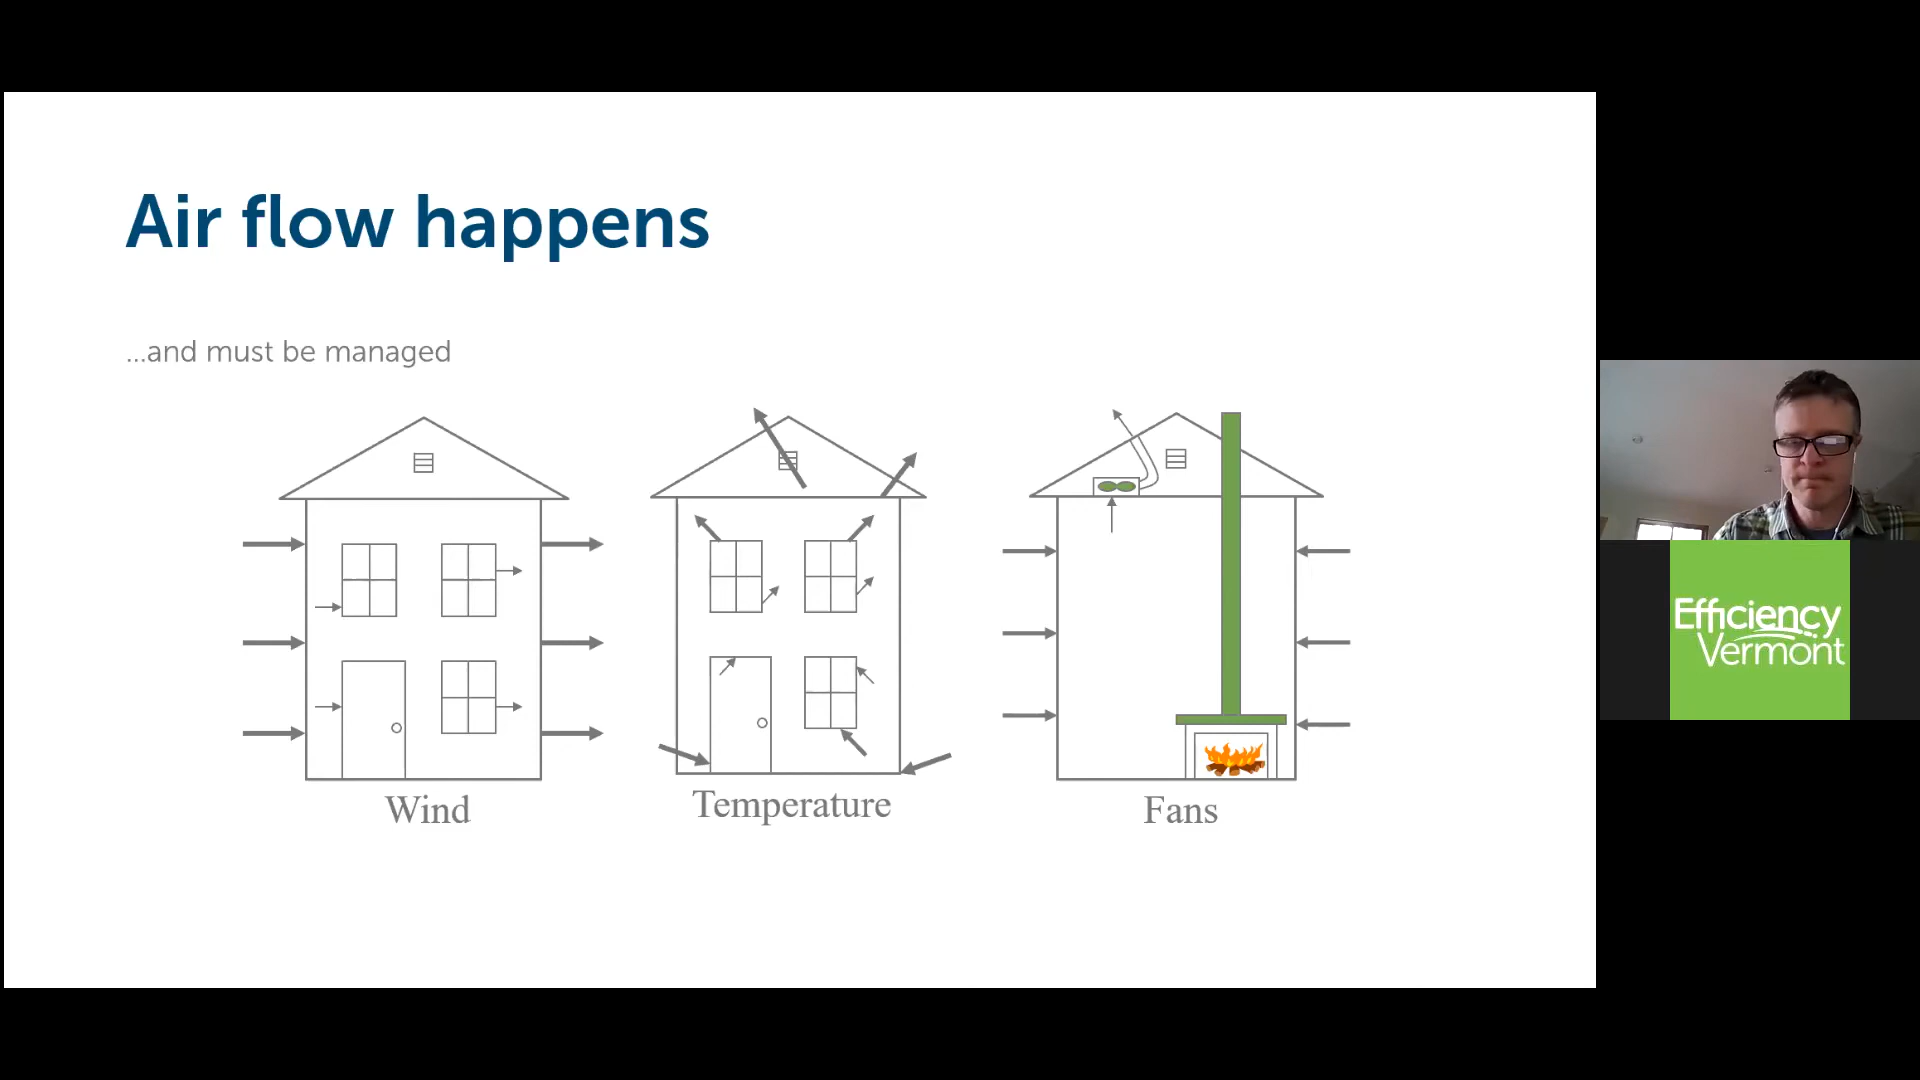 Air flow happens
...and must be managed
Wind
Temperature
Fans
Efficiency
Vermont